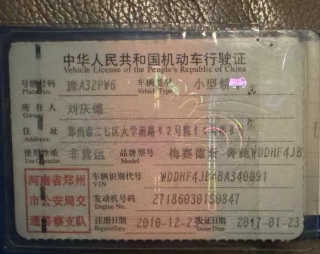 中华人民共和国机动车行驶证
Vehicle License of the People's Republic of China
号牌号码 豫A32PW6 车辆类型 小型轿车
Plate No. Vehicle Type
所有人 刘庆德
Owner
住址 郑州市二七区大学南路
Address
使用性质 非营运 品牌型号 梅赛德斯-奔驰WDDHF4JB
Use Character Model
河南省郑州
市公安局交
通警察支队
车辆识别代号
VIN
发动机号码 27186030150847
Engine No.
注册日期 2010-12-23 发证日期 2017-01-23
Register Date Issue Date